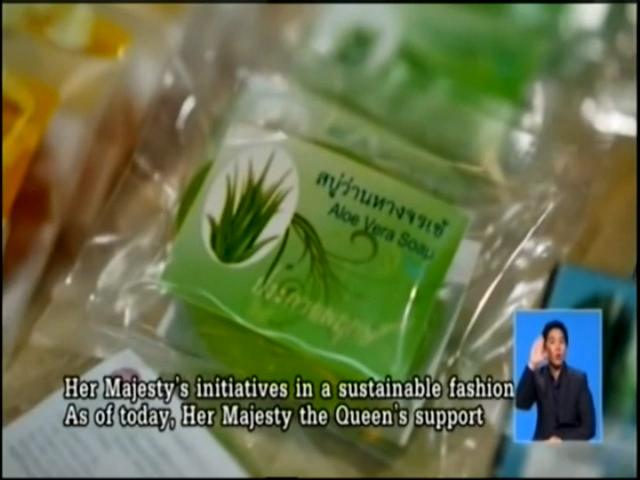 สบู่ว่านหางจรเข้
Aloe Vera Soap
Her Majesty's initiatives in a sustainable fashion
As of today, Her Majesty the Queen's support